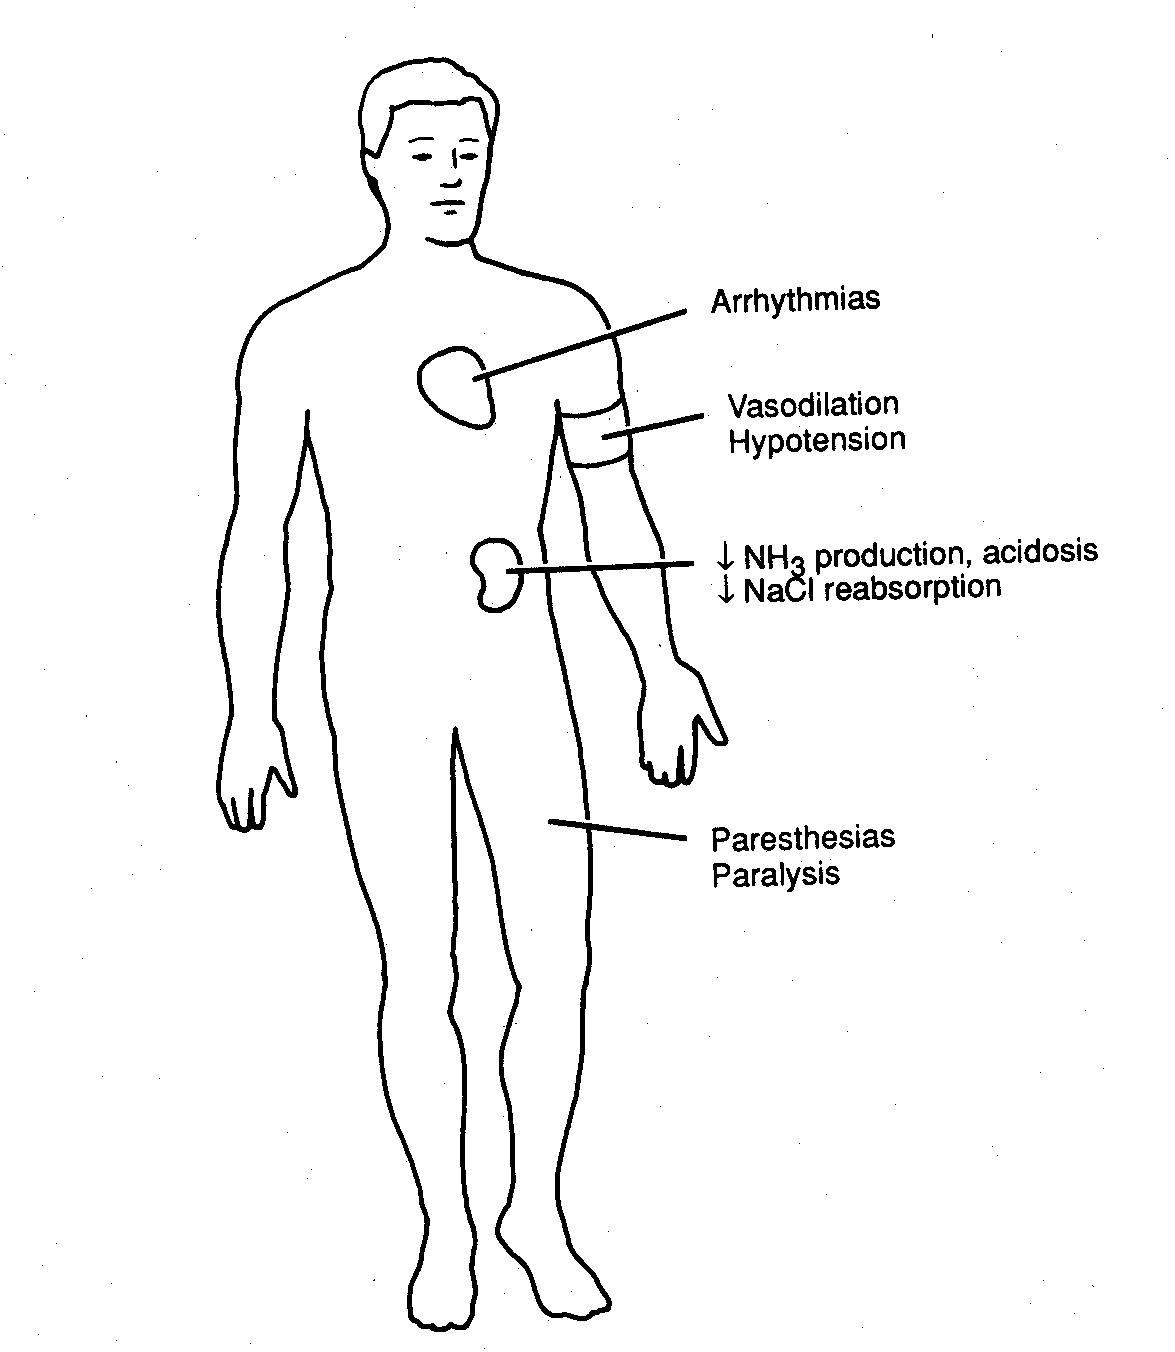 Arrhythmias
Vasodilation
Hypotension
↓ NH₃ production, acidosis
↓ NaCl reabsorption
Paresthesias
Paralysis